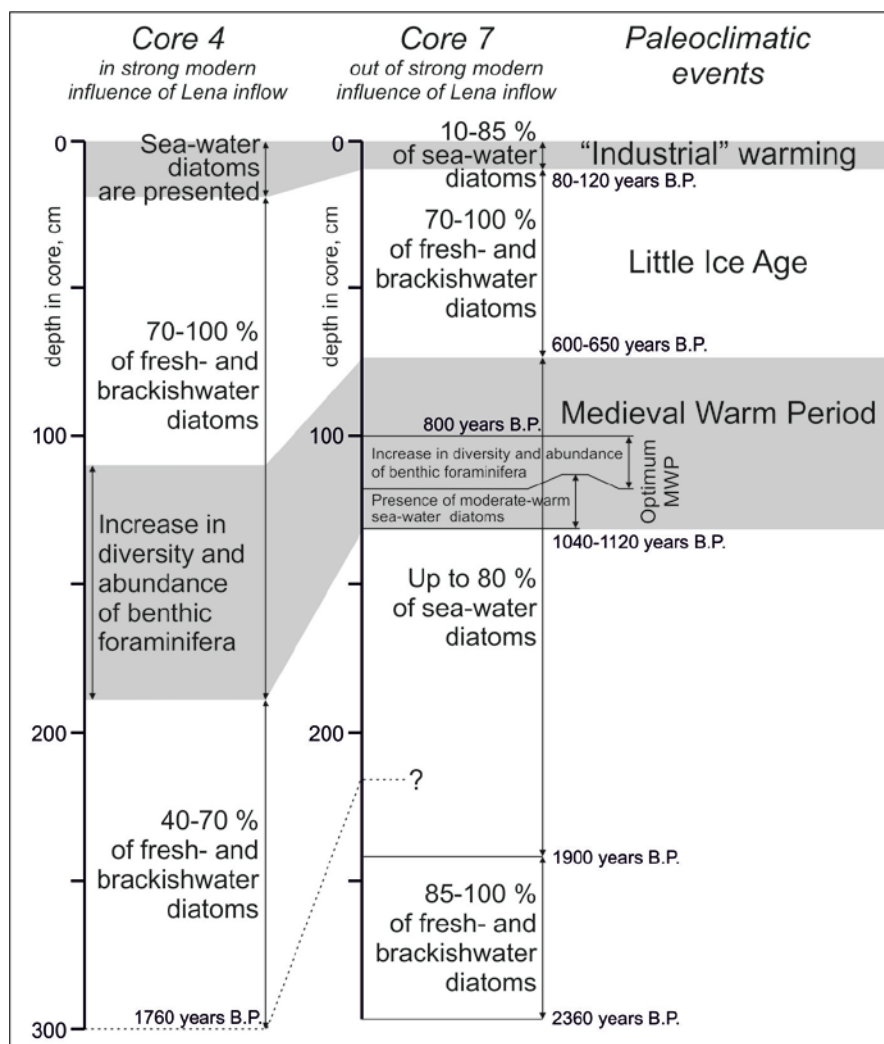 Core 4
in strong modern
influence of Lena inflow
Core 7
out of strong modern
influence of Lena inflow
Paleoclimatic
events
0
100
200
300
depth in core, cm
Sea-water
diatoms
are presented
70-100 %
of fresh- and
brackishwater
diatoms
Increase in
diversity and
abundance
of benthic
foraminifera
40-70 %
of fresh- and
brackishwater
diatoms
1760 years B.P.
0
100
200
depth in core, cm
10-85 %
of sea-water
diatoms
70-100 %
of fresh- and
brackishwater
diatoms
800 years B.P.
Increase in diversity and abundance
of benthic foraminifera
Presence of moderate-warm
sea-water diatoms
Optimum
MWP
Up to 80 %
of sea-water
diatoms
?
85-100 %
of fresh- and
brackishwater
diatoms
"Industrial" warming
80-120 years B.P.
Little Ice Age
600-650 years B.P.
Medieval Warm Period
1040-1120 years B.P.
1900 years B.P.
2360 years B.P.